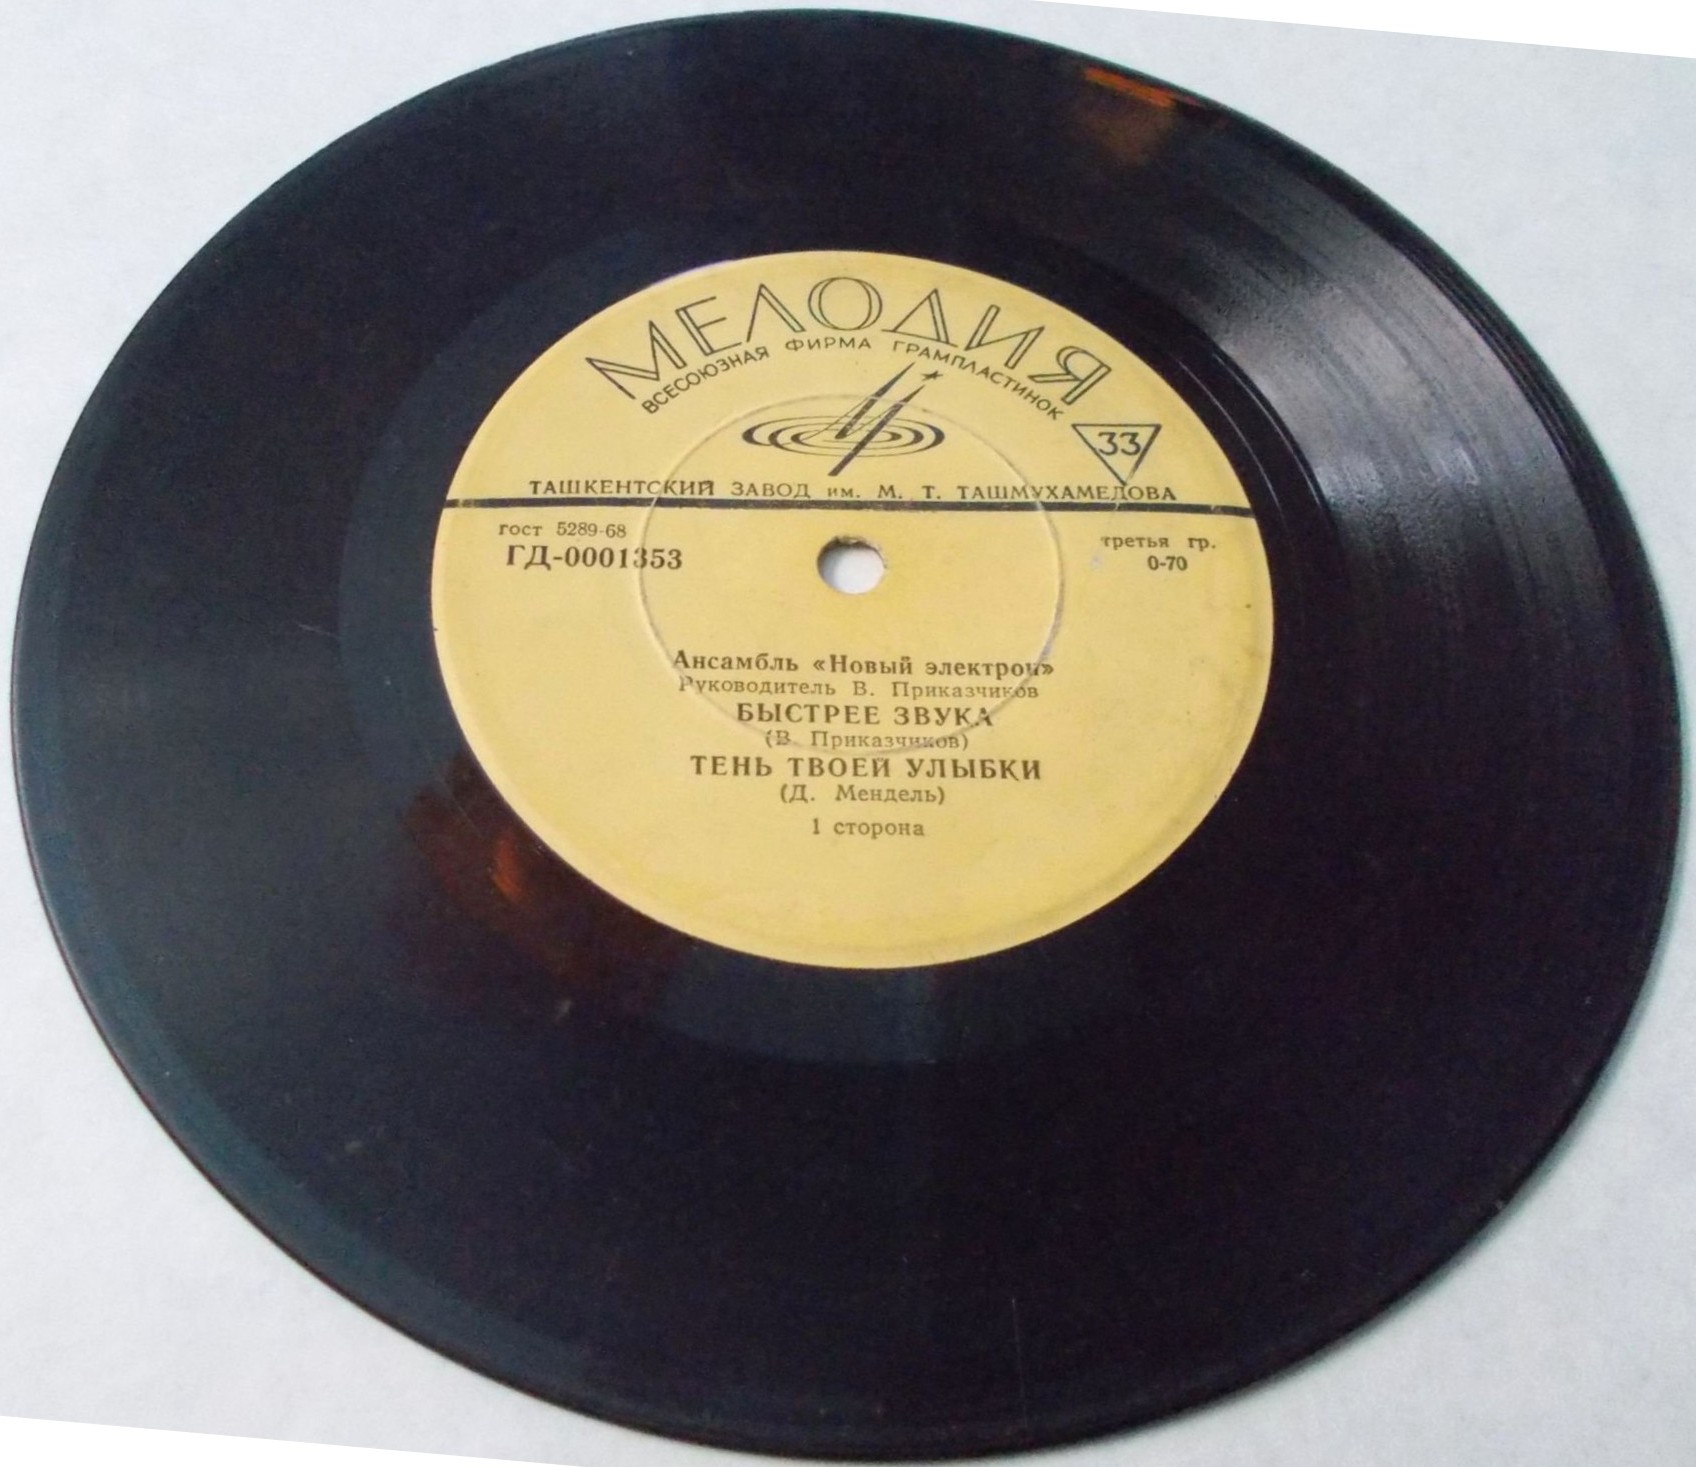 МЕЛОДИЯ
ВСЕСОЮЗНАЯ ФИРМА ГРАМПЛАСТИНОК
33
ТАШКЕНТСКИЙ ЗАВОД им. М. Т. ТАШМУХАМЕДОВА
гост 5289-68
ГД-0001353
третья гр.
0-70
Ансамбль «Новый электрон»
Руководитель В. Приказчиков
БЫСТРЕЕ ЗВУКА
(В. Приказчиков)
ТЕНЬ ТВОЕЙ УЛЫБКИ
(Д. Мендель)
1 сторона